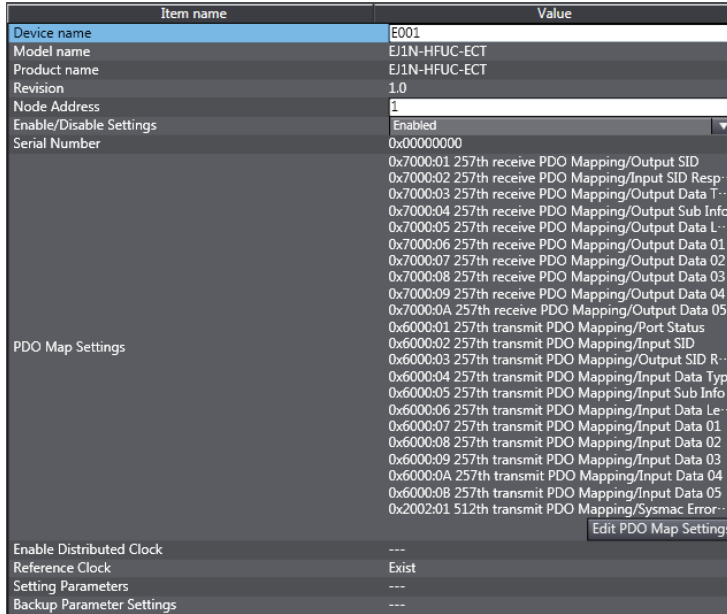 Item name Value
Device name E001
Model name EJ1N-HFUC-ECT
Product name EJ1N-HFUC-ECT
Revision 1.0
Node Address 1
Enable/Disable Settings Enabled
Serial Number 0x00000000
0x7000:01 257th receive PDO Mapping/Output SID
0x7000:02 257th receive PDO Mapping/Input SID Resp...
0x7000:03 257th receive PDO Mapping/Output Data T...
0x7000:04 257th receive PDO Mapping/Output Sub Info
0x7000:05 257th receive PDO Mapping/Output Data L...
0x7000:06 257th receive PDO Mapping/Output Data 01
0x7000:07 257th receive PDO Mapping/Output Data 02
0x7000:08 257th receive PDO Mapping/Output Data 03
0x7000:09 257th receive PDO Mapping/Output Data 04
0x7000:0A 257th receive PDO Mapping/Output Data 05
0x6000:01 257th transmit PDO Mapping/Port Status
PDO Map Settings 0x6000:02 257th transmit PDO Mapping/Input SID
0x6000:03 257th transmit PDO Mapping/Output SID R...
0x6000:04 257th transmit PDO Mapping/Input Data Typ
0x6000:05 257th transmit PDO Mapping/Input Sub Info
0x6000:06 257th transmit PDO Mapping/Input Data Le...
0x6000:07 257th transmit PDO Mapping/Input Data 01
0x6000:08 257th transmit PDO Mapping/Input Data 02
0x6000:09 257th transmit PDO Mapping/Input Data 03
0x6000:0A 257th transmit PDO Mapping/Input Data 04
0x6000:0B 257th transmit PDO Mapping/Input Data 05
0x2002:01 512th transmit PDO Mapping/Sysmac Error...
Edit PDO Map Settings
Enable Distributed Clock ---
Reference Clock Exist
Setting Parameters ---
Backup Parameter Settings ---